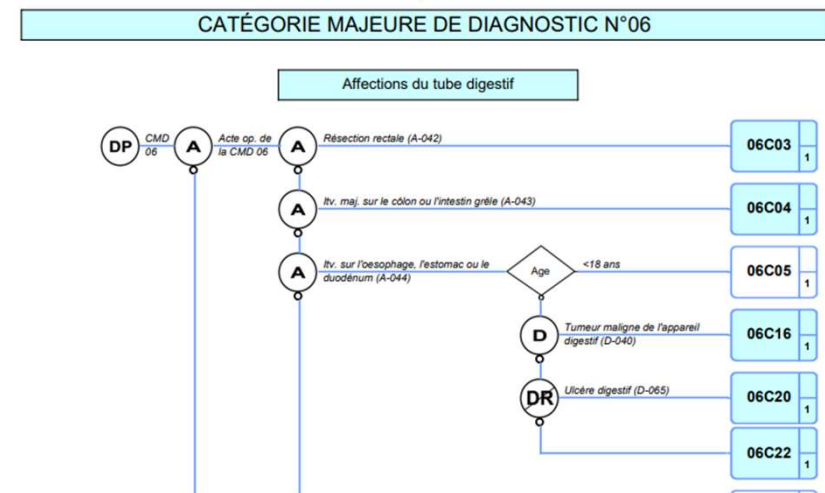 CATÉGORIE MAJEURE DE DIAGNOSTIC N°06
Affections du tube digestif
DP
CMD
06
A
Acte op. de
la CMD 06
A
Résection rectale (A-042)
06C03
1
A
Itv. maj. sur le côlon ou l'intestin grêle (A-043)
06C04
1
A
Itv. sur l'oesophage, l'estomac ou le
duodénum (A-044)
Age
<18 ans
06C05
1
D
Tumeur maligne de l'appareil
digestif (D-040)
06C16
1
DR
Ulcère digestif (D-065)
06C20
1
06C22
1